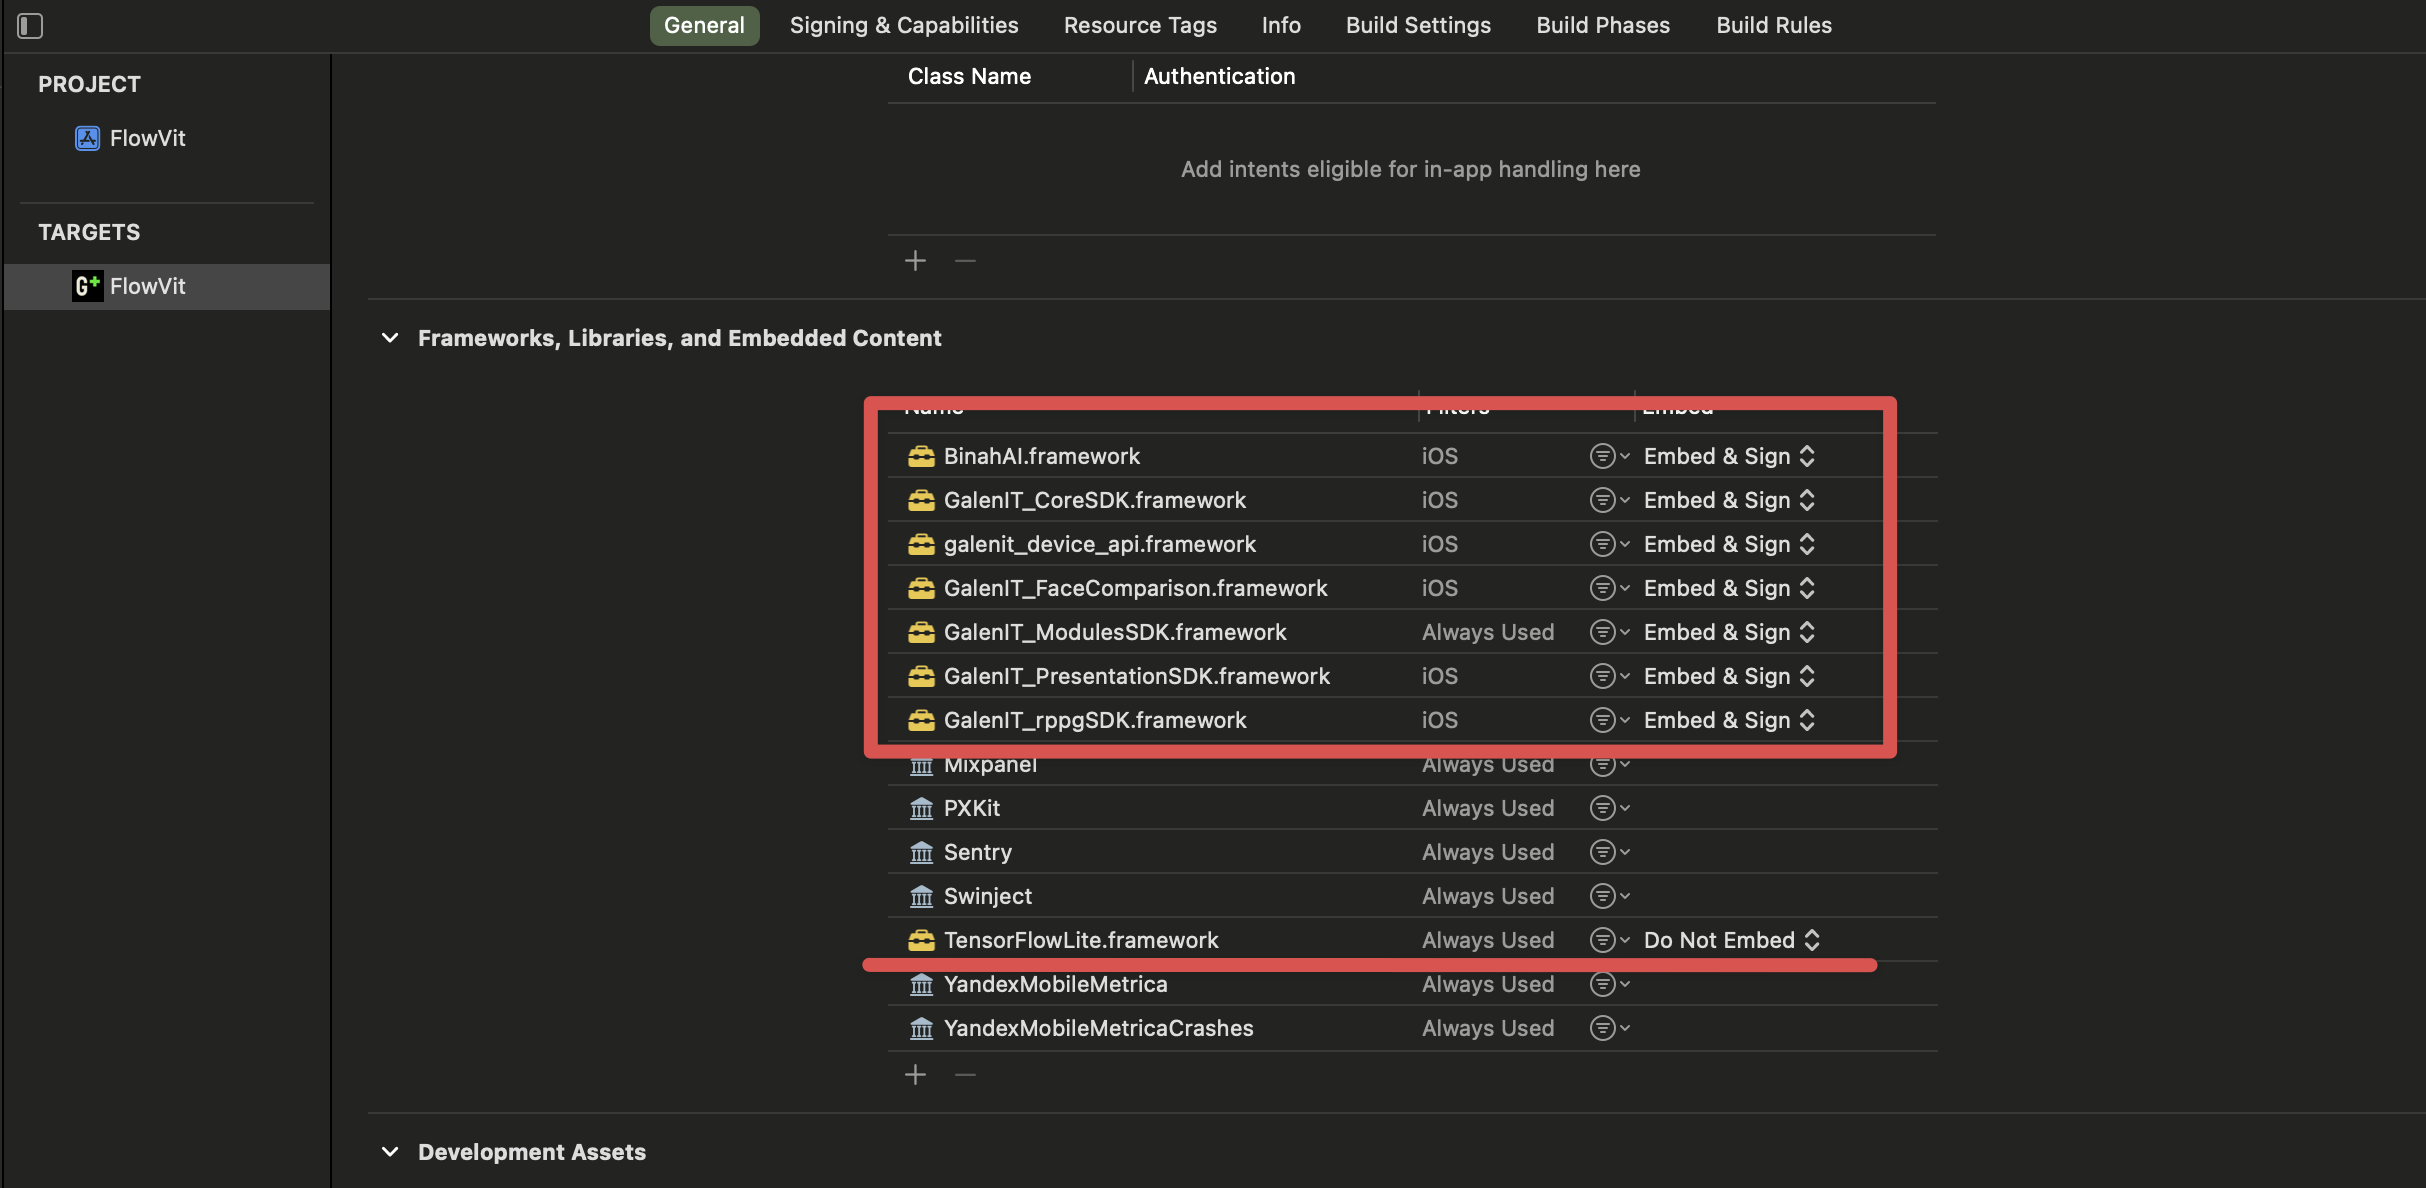 General Signing & Capabilities Resource Tags Info Build Settings Build Phases Build Rules
PROJECT
FlowVit
TARGETS
G+ FlowVit
Class Name Authentication
Add intents eligible for in-app handling here
Frameworks, Libraries, and Embedded Content
Name Filters Embed
BinahAI.framework iOS Embed & Sign
GalenIT_CoreSDK.framework iOS Embed & Sign
galenit_device_api.framework iOS Embed & Sign
GalenIT_FaceComparison.framework iOS Embed & Sign
GalenIT_ModulesSDK.framework Always Used Embed & Sign
GalenIT_PresentationSDK.framework iOS Embed & Sign
GalenIT_rppgSDK.framework iOS Embed & Sign
Mixpanel Always Used
PXKit Always Used
Sentry Always Used
Swinject Always Used
TensorFlowLite.framework Always Used Do Not Embed
YandexMobileMetrica Always Used
YandexMobileMetricaCrashes Always Used
Development Assets